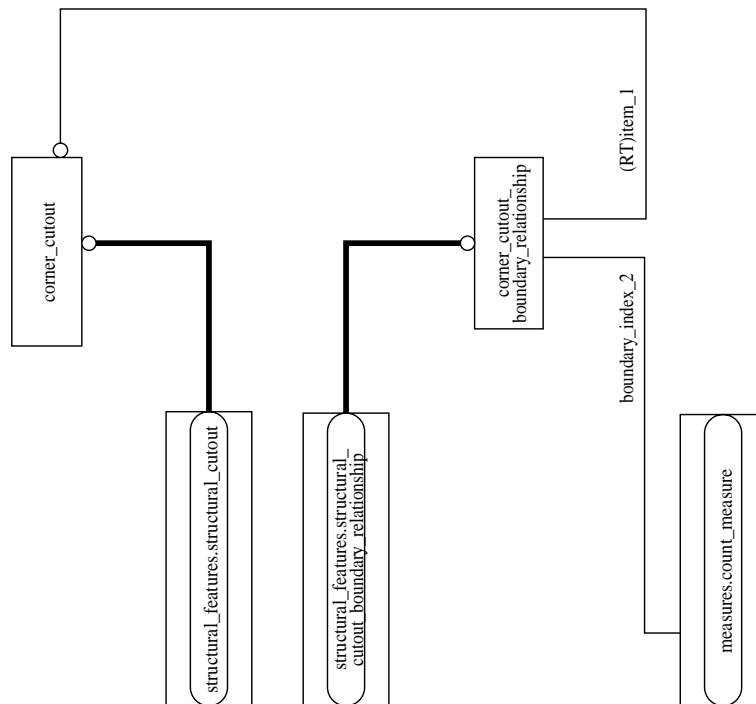 corner_cutout
structural_features.structural_cutout
structural_features.structural_
cutout_boundary_relationship
corner_cutout_
boundary_relationship
(RT)item_1
boundary_index_2
measures.count_measure